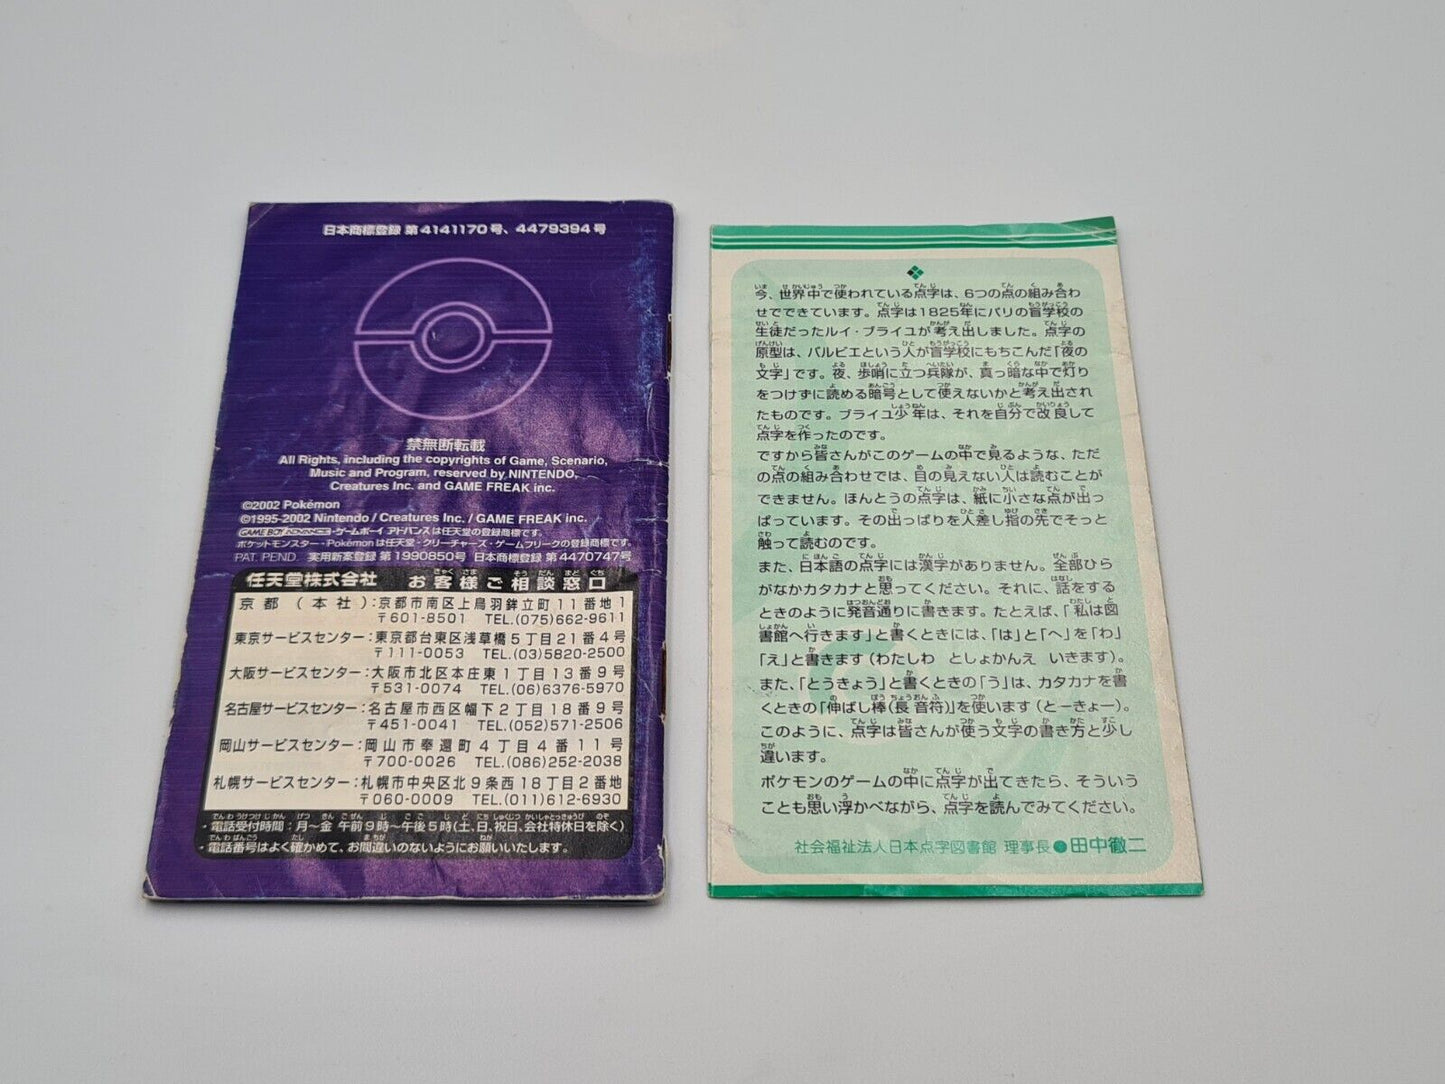 日本商標登録 第4141170号、4479394号
禁無断転載
All Rights, including the copyrights of Game, Scenario,
Music and Program, reserved by NINTENDO,
Creatures Inc. and GAME FREAK inc.
©2002 Pokémon
©1995-2002 Nintendo / Creatures Inc. / GAME FREAK inc.
GAME BOY ADVANCE・ゲームボーイ アドバンスは任天堂の登録商標です。
ポケットモンスター・Pokémonは任天堂・クリーチャーズ・ゲームフリークの登録商標です。
PAT. PEND. 実用新案登録 第1990850号 日本商標登録 第4470747号
任天堂株式会社 お客様ご相談窓口
京都(本社):京都市南区上鳥羽鉾立町11番地1
〒601-8501 TEL.(075)662-9611
東京サービスセンター:東京都台東区浅草橋5丁目21番4号
〒111-0053 TEL.(03)5820-2500
大阪サービスセンター:大阪市北区本庄東1丁目13番9号
〒531-0074 TEL.(06)6376-5970
名古屋サービスセンター:名古屋市西区幅下2丁目18番9号
〒451-0041 TEL.(052)571-2506
岡山サービスセンター:岡山市奉還町4丁目4番11号
〒700-0026 TEL.(086)252-2038
札幌サービスセンター:札幌市中央区北9条西18丁目2番地
〒060-0009 TEL.(011)612-6930
・電話受付時間:月〜金 午前9時〜午後5時(土、日、祝日、会社特休日を除く)
・電話番号はよく確かめて、お間違いのないようにお願いいたします。
今、世界中で使われている点字は、6つの点の組み合わ
せでできています。点字は1825年にパリの盲学校の
生徒だったルイ・ブライユが考え出しました。点字の
原型は、バルビエという人が盲学校にもちこんだ「夜の
文字」です。夜、歩哨に立つ兵隊が、真っ暗な中で灯り
をつけずに読める暗号として使えないかと考え出され
たものです。ブライユ少年は、それを自分で改良して
点字を作ったのです。
ですから皆さんがこのゲームの中で見るような、ただ
の点の組み合わせでは、目の見えない人は読むことが
できません。ほんとうの点字は、紙に小さな点が出っ
ぱっています。その出っぱりを人差し指の先でそっと
触って読むのです。
また、日本語の点字には漢字がありません。全部ひら
がなかカタカナと思ってください。それに、話をする
ときのように発音通りに書きます。たとえば、「私は図
書館へ行きます」と書くときには、「は」と「へ」を「わ」
「え」と書きます(わたしわ としょかんえ いきます)。
また、「とうきょう」と書くときの「う」は、カタカナを書
くときの「伸ばし棒(長音符)」を使います(とーきょー)。
このように、点字は皆さんが使う文字の書き方と少し
違います。
ポケモンのゲームの中に点字が出てきたら、そういう
ことも思い浮かべながら、点字を読んでみてください。
社会福祉法人日本点字図書館 理事長●田中徹二